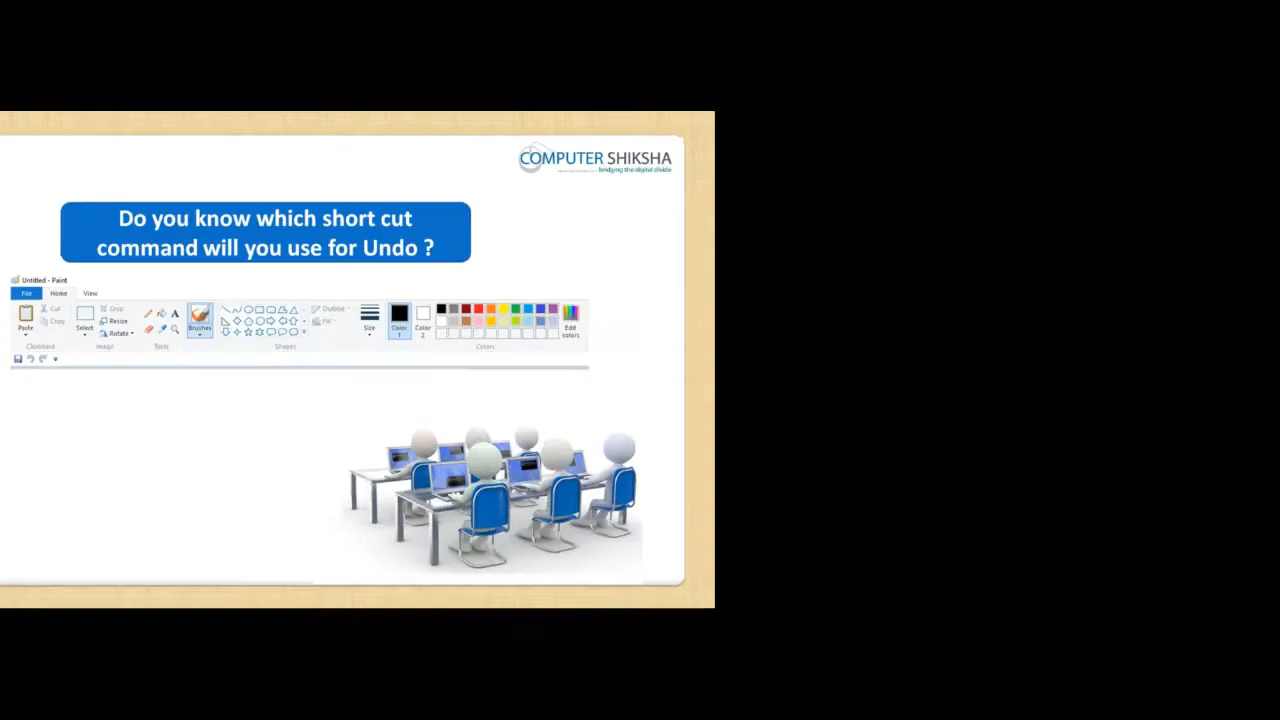 COMPUTER SHIKSHA
bridging the digital divide
Do you know which short cut
command will you use for Undo ?
Untitled - Paint
File Home View
Paste
Cut
Copy
Clipboard
Select
Crop
Resize
Rotate
Image
A
Tools
Brushes
Outline
Fill
Shapes
Size
Color
1
Color
2
Edit
colors
Colors